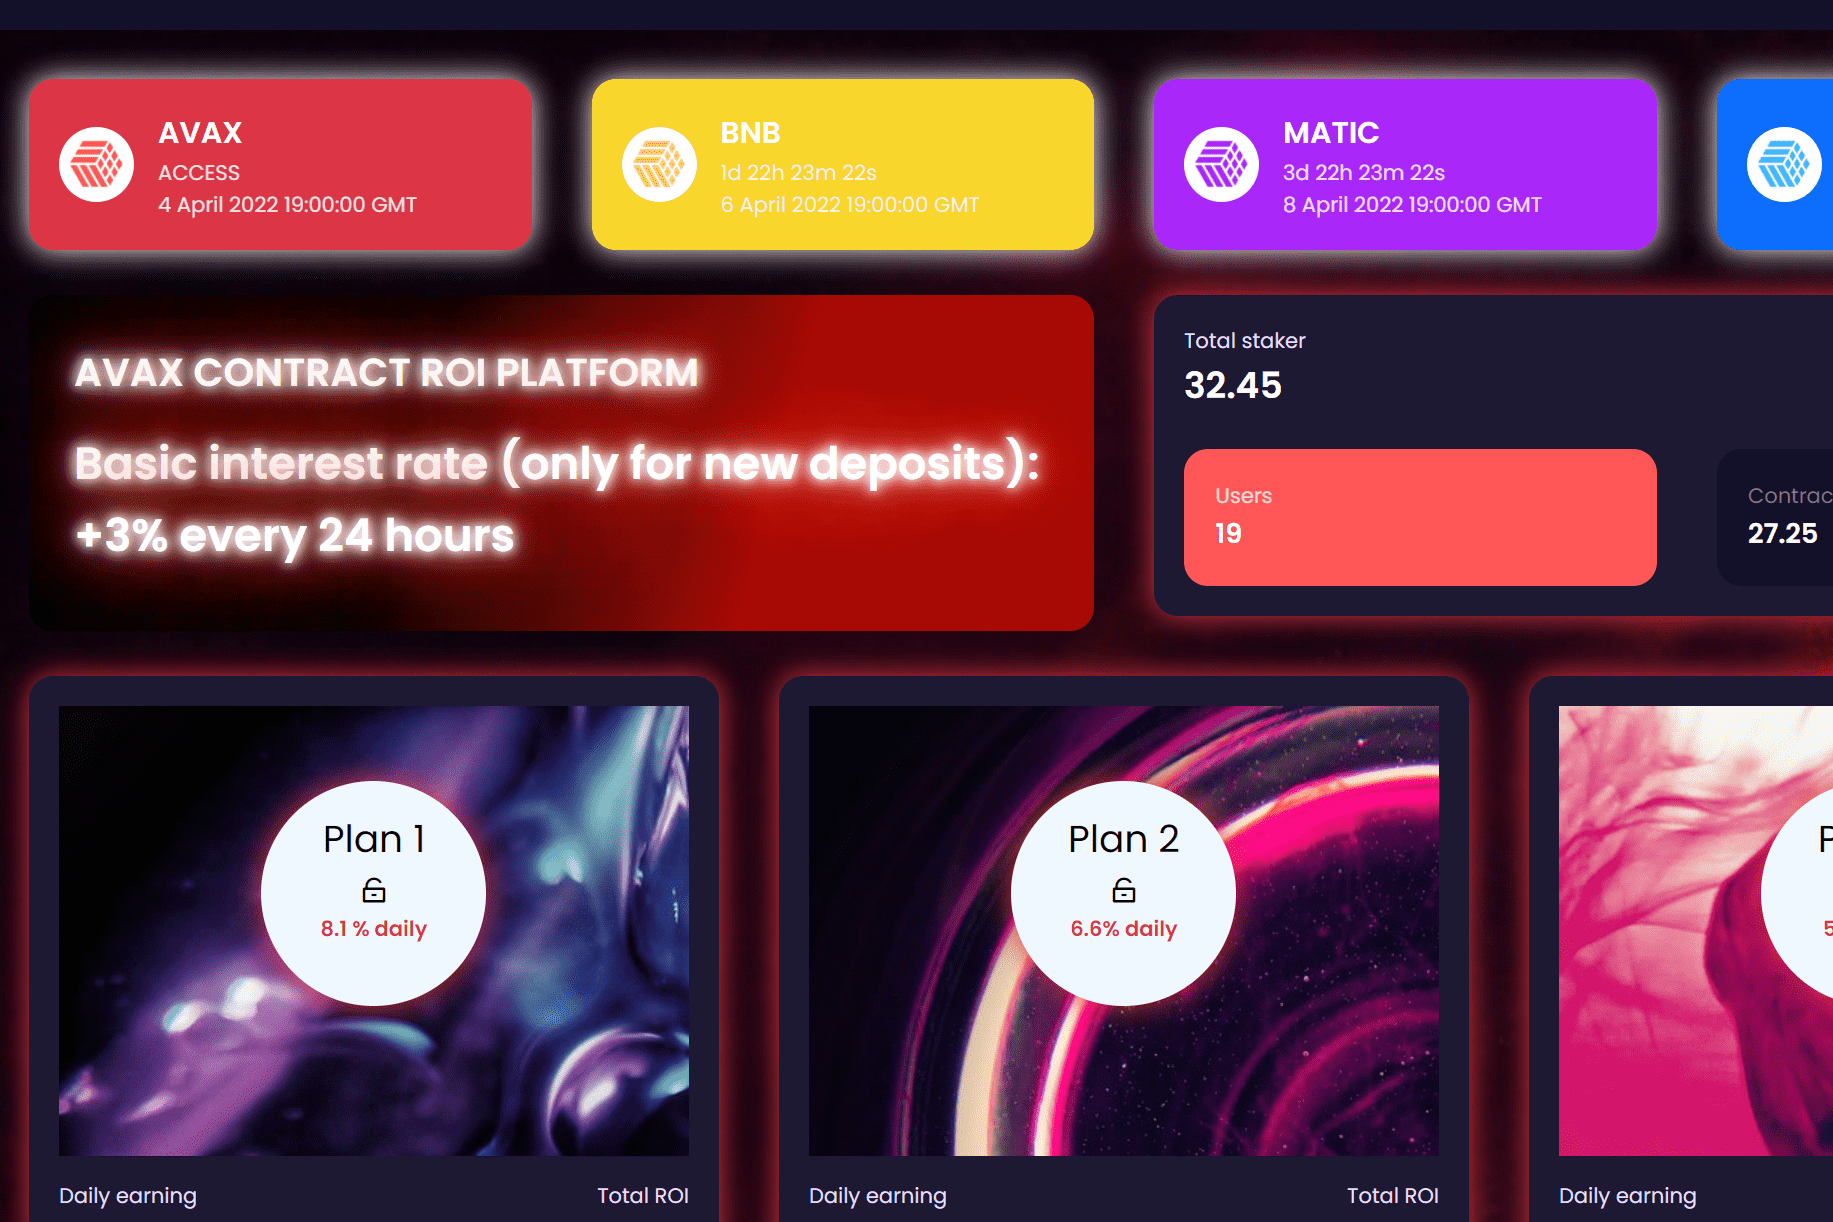 AVAX
ACCESS
4 April 2022 19:00:00 GMT
BNB
1d 22h 23m 22s
6 April 2022 19:00:00 GMT
MATIC
3d 22h 23m 22s
8 April 2022 19:00:00 GMT
AVAX CONTRACT ROI PLATFORM
Basic interest rate (only for new deposits):
+3% every 24 hours
Total staker
32.45
Users
19
27.25
Plan 1
8.1 % daily
Daily earning
Total ROI
Plan 2
6.6% daily
Daily earning
Total ROI
Daily earning